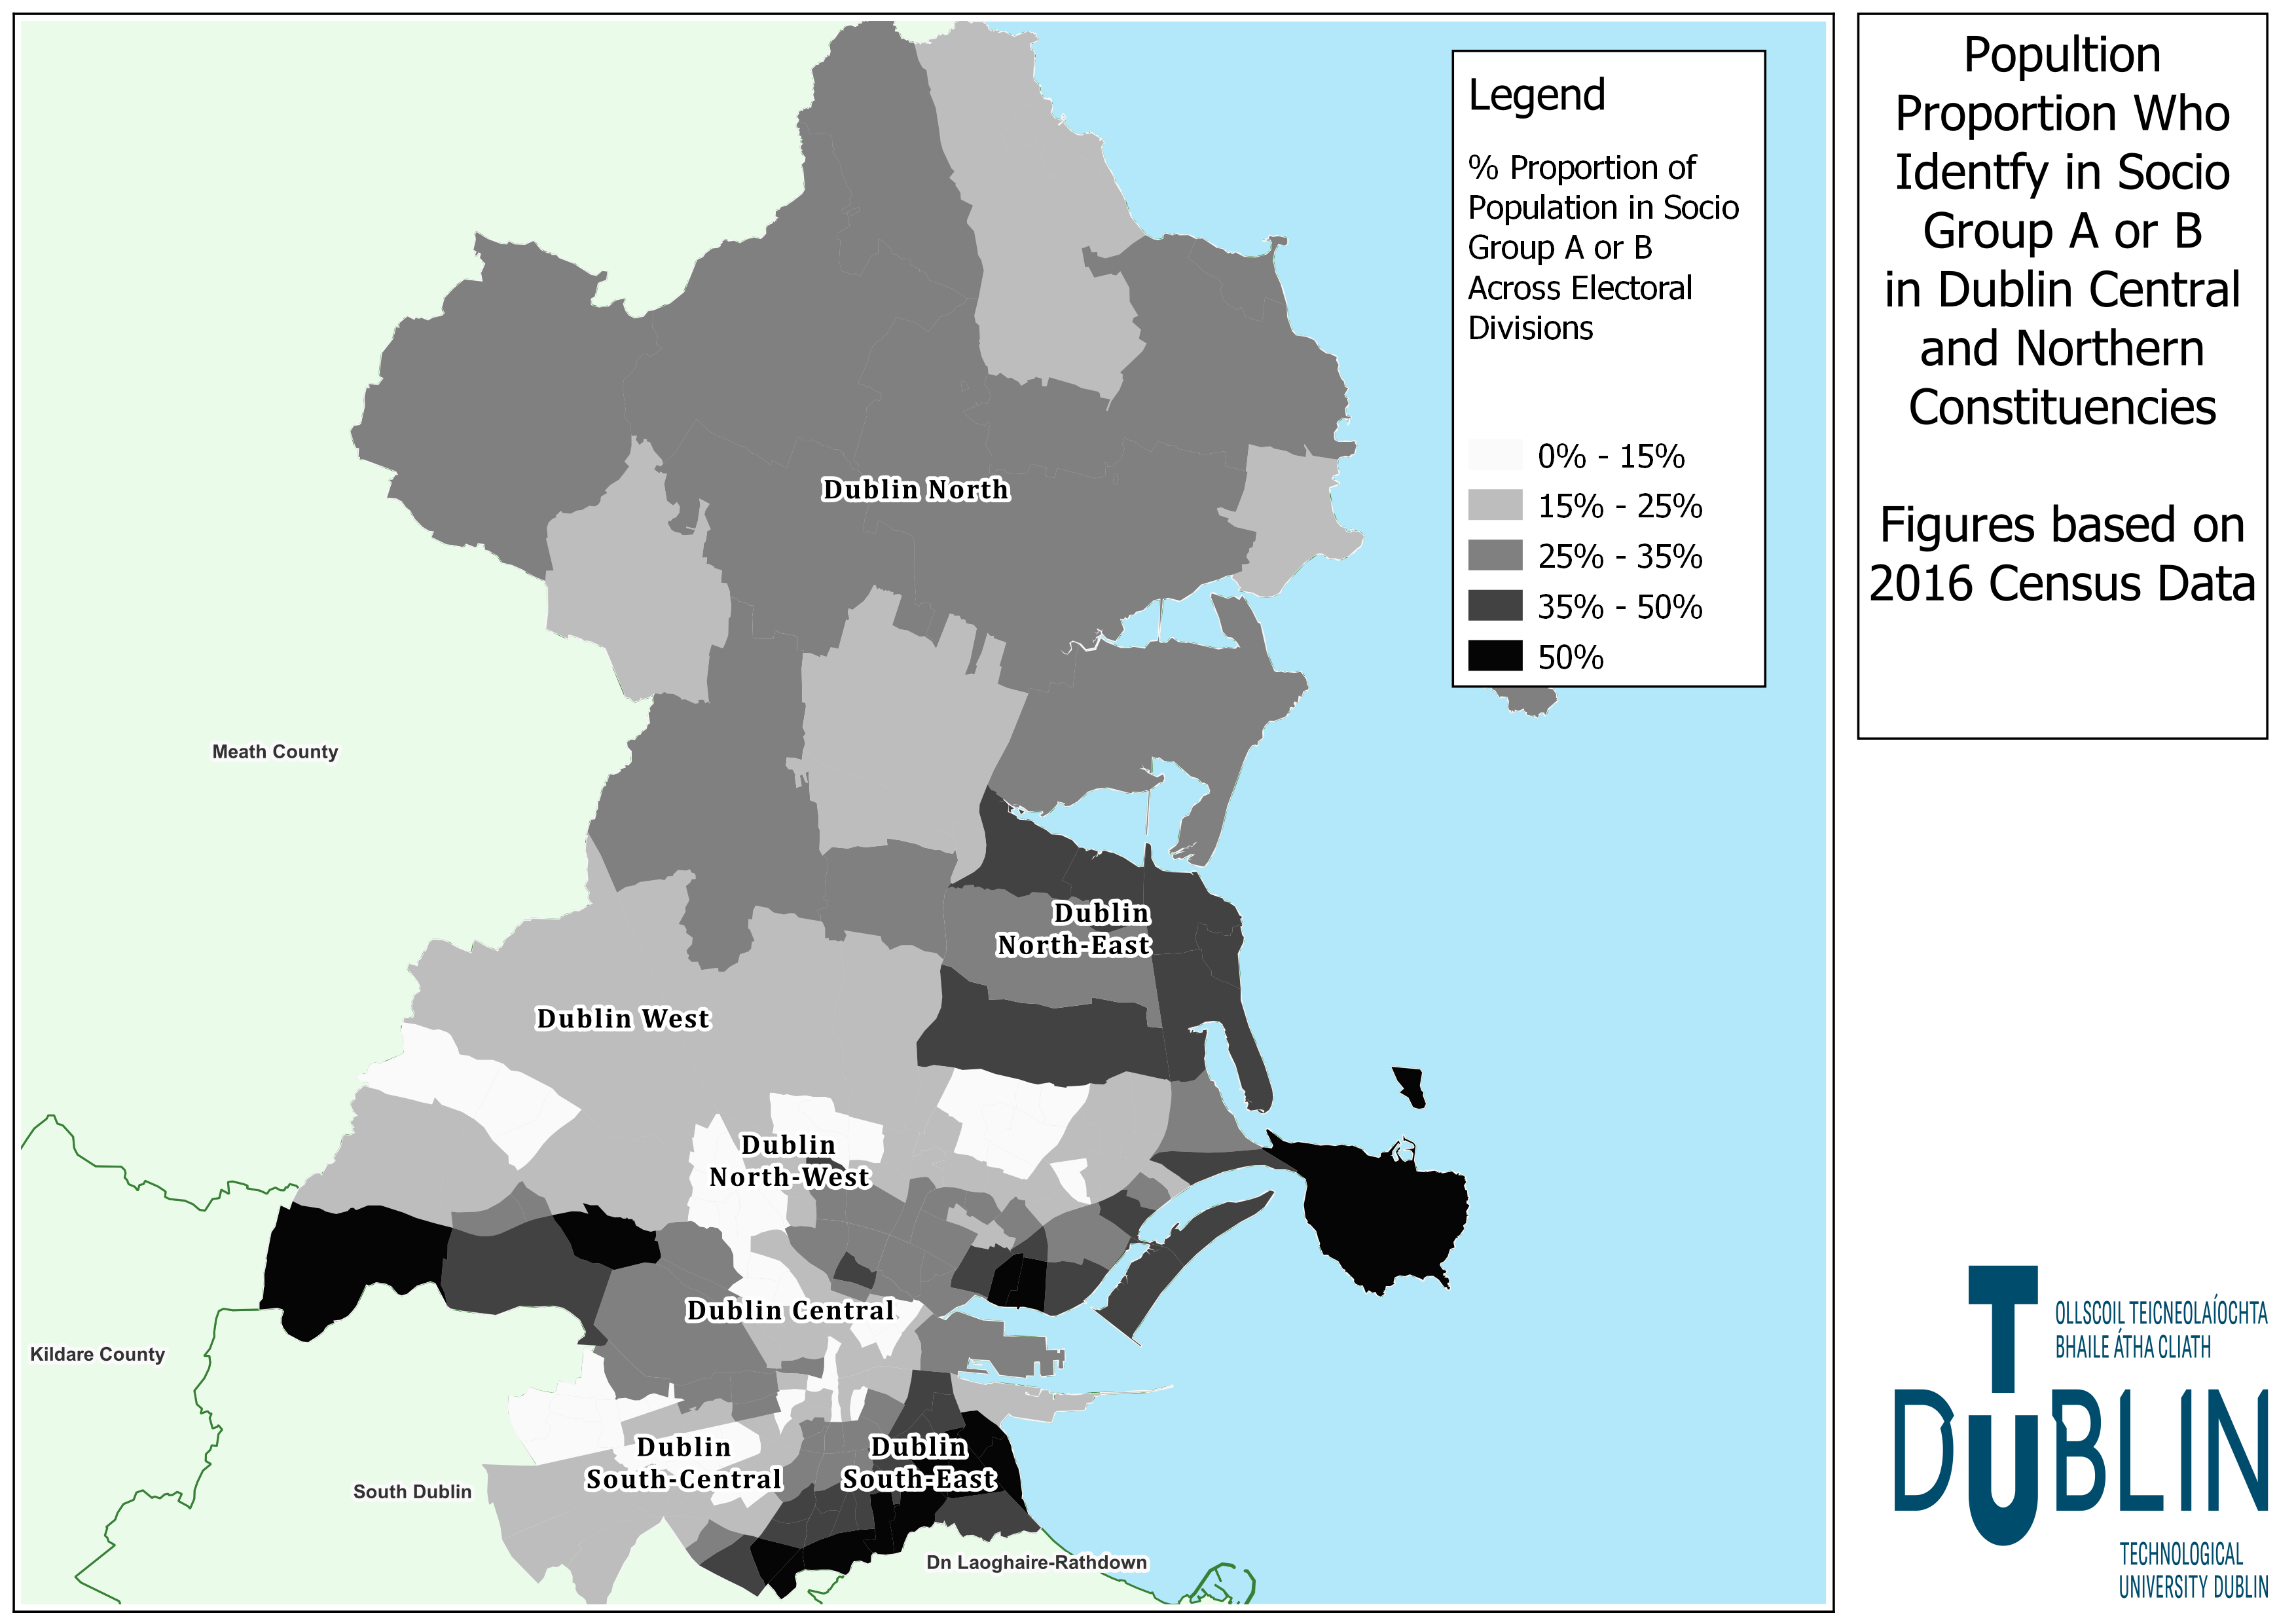 Popultion
Proportion Who
Identfy in Socio
Group A or B
in Dublin Central
and Northern
Constituencies
Figures based on
2016 Census Data
Legend
% Proportion of
Population in Socio
Group A or B
Across Electoral
Divisions
0% - 15%
15% - 25%
25% - 35%
35% - 50%
50%
Dublin North
Meath County
Dublin
North-East
Dublin West
Dublin
North-West
Dublin Central
Kildare County
Dublin
South-Central
Dublin
South-East
South Dublin
Dn Laoghaire-Rathdown
OLLSCOIL TEICNEOLAÍOCHTA
BHAILE ÁTHA CLIATH
T
DUBLIN
TECHNOLOGICAL
UNIVERSITY DUBLIN